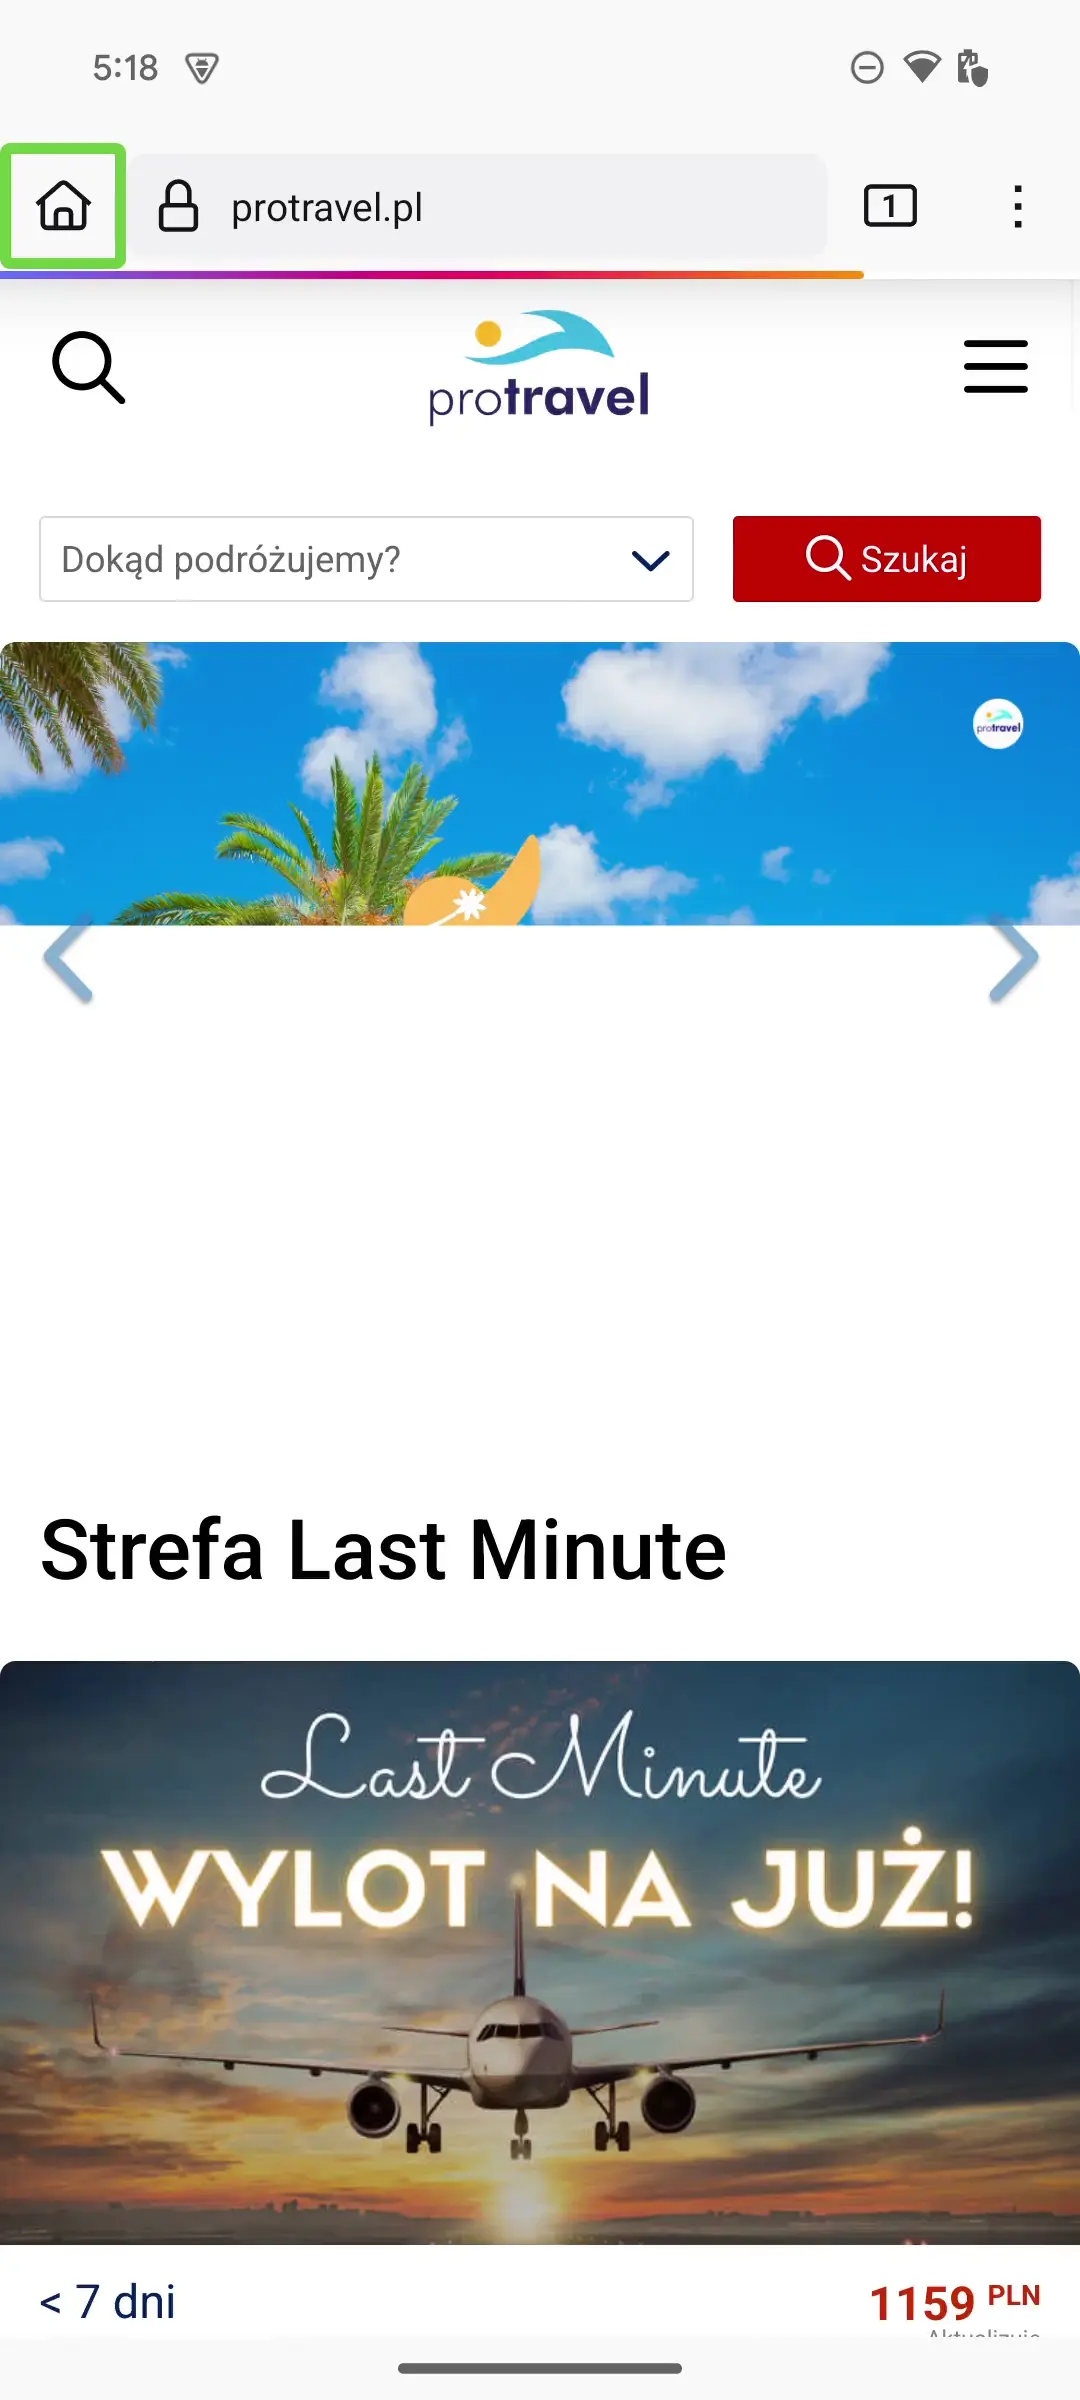 5:18
protravel.pl
1
protravel
Dokąd podróżujemy?
Szukaj
protravel
Strefa Last Minute
Last Minute
WYLOT NA JUŻ!
< 7 dni
1159 PLN